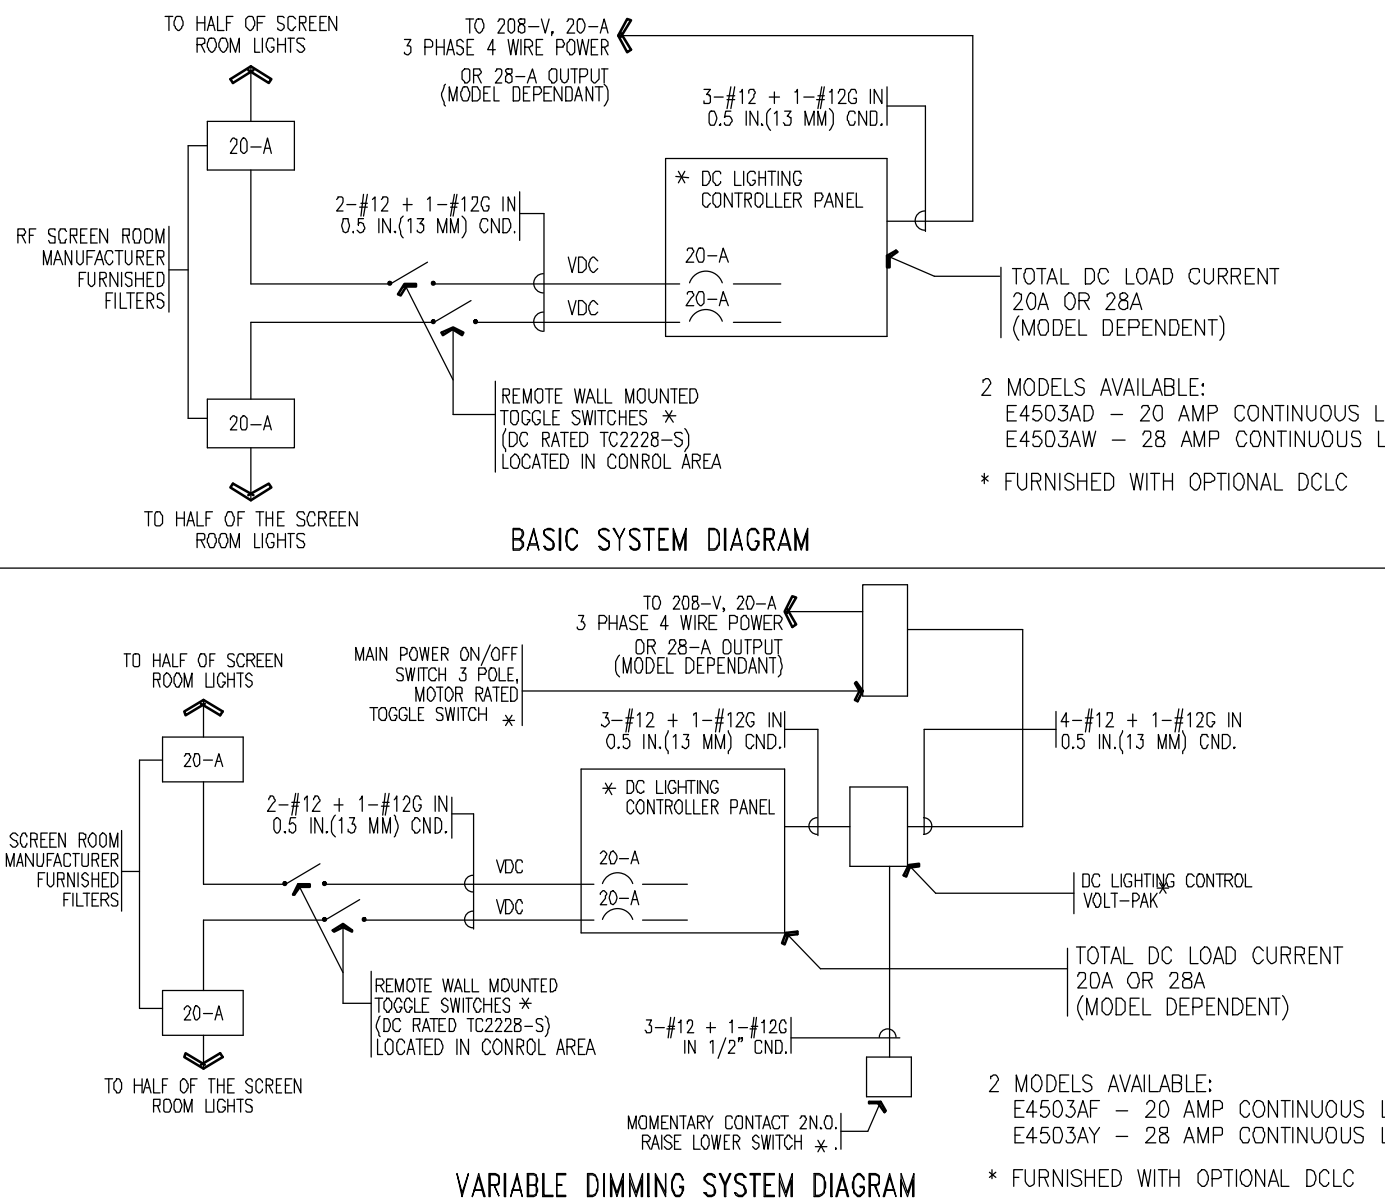 TO HALF OF SCREEN
ROOM LIGHTS
TO 208-V, 20-A
3 PHASE 4 WIRE POWER
OR 28-A OUTPUT
(MODEL DEPENDANT)
3-#12 + 1-#12G IN
0.5 IN.(13 MM) CND.
20-A
* DC LIGHTING
CONTROLLER PANEL
2-#12 + 1-#12G IN
0.5 IN.(13 MM) CND.
RF SCREEN ROOM
MANUFACTURER
FURNISHED
FILTERS
VDC
20-A
VDC
20-A
TOTAL DC LOAD CURRENT
20A OR 28A
(MODEL DEPENDENT)
REMOTE WALL MOUNTED
TOGGLE SWITCHES *
(DC RATED TC2228-S)
LOCATED IN CONROL AREA
20-A
2 MODELS AVAILABLE:
E4503AD - 20 AMP CONTINUOUS L
E4503AW - 28 AMP CONTINUOUS L
* FURNISHED WITH OPTIONAL DCLC
TO HALF OF THE SCREEN
ROOM LIGHTS
BASIC SYSTEM DIAGRAM
TO 208-V, 20-A
3 PHASE 4 WIRE POWER
OR 28-A OUTPUT
(MODEL DEPENDANT)
MAIN POWER ON/OFF
SWITCH 3 POLE,
MOTOR RATED
TOGGLE SWITCH *
TO HALF OF SCREEN
ROOM LIGHTS
3-#12 + 1-#12G IN
0.5 IN.(13 MM) CND.
4-#12 + 1-#12G IN
0.5 IN.(13 MM) CND.
20-A
* DC LIGHTING
CONTROLLER PANEL
2-#12 + 1-#12G IN
0.5 IN.(13 MM) CND.
SCREEN ROOM
MANUFACTURER
FURNISHED
FILTERS
VDC
20-A
VDC
20-A
DC LIGHTING CONTROL
VOLT-PAK*
TOTAL DC LOAD CURRENT
20A OR 28A
(MODEL DEPENDENT)
REMOTE WALL MOUNTED
TOGGLE SWITCHES *
(DC RATED TC2228-S)
LOCATED IN CONROL AREA
20-A
3-#12 + 1-#12G
IN 1/2" CND.
TO HALF OF THE SCREEN
ROOM LIGHTS
MOMENTARY CONTACT 2N.O.
RAISE LOWER SWITCH * .
2 MODELS AVAILABLE:
E4503AF - 20 AMP CONTINUOUS L
E4503AY - 28 AMP CONTINUOUS L
* FURNISHED WITH OPTIONAL DCLC
VARIABLE DIMMING SYSTEM DIAGRAM